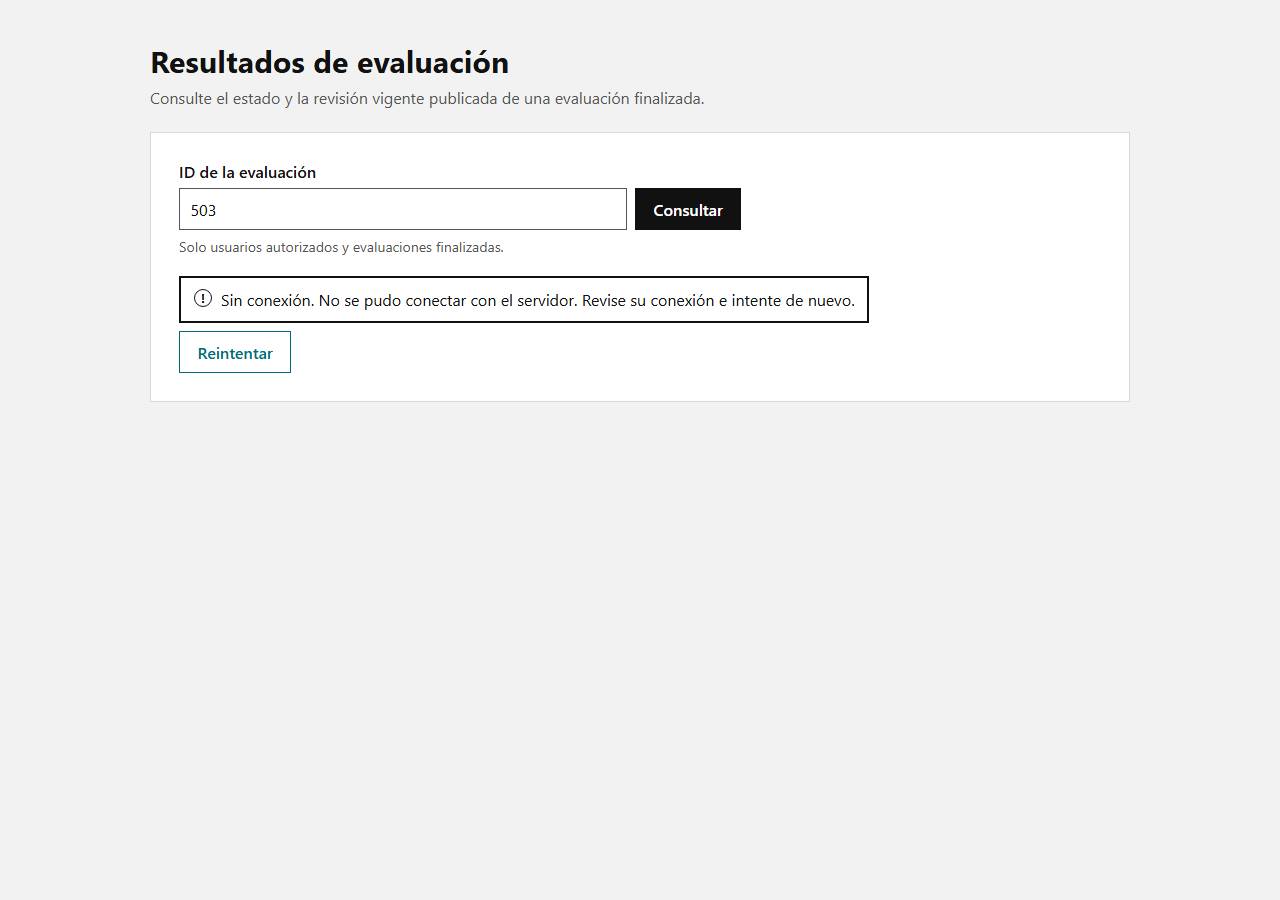 Resultados de evaluación
Consulte el estado y la revisión vigente publicada de una evaluación finalizada.
ID de la evaluación
503
Consultar
Solo usuarios autorizados y evaluaciones finalizadas.
Sin conexión. No se pudo conectar con el servidor. Revise su conexión e intente de nuevo.
Reintentar